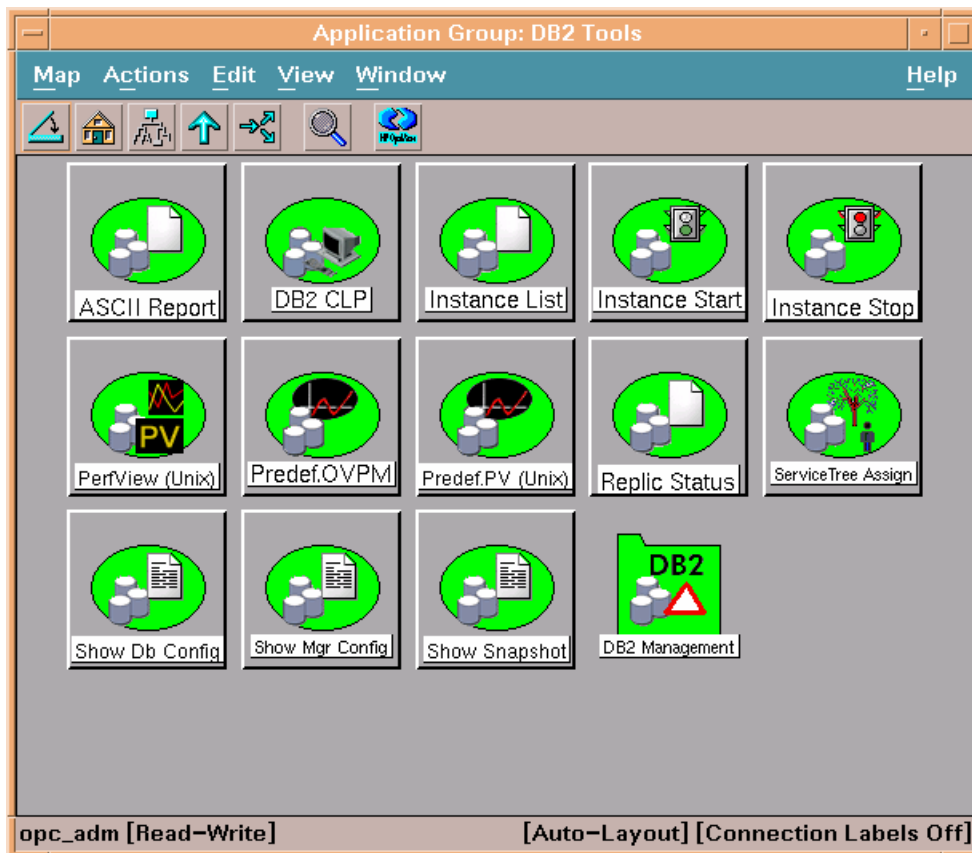 Application Group: DB2 Tools
Map Actions Edit View Window Help
HP OpenView
ASCII Report
DB2 CLP
Instance List
Instance Start
Instance Stop
PV
PerfView (Unix)
Predef.OVPM
Predef.PV (Unix)
Replic Status
ServiceTree Assign
Show Db Config
Show Mgr Config
Show Snapshot
DB2
DB2 Management
opc_adm [Read-Write] [Auto-Layout] [Connection Labels Off]